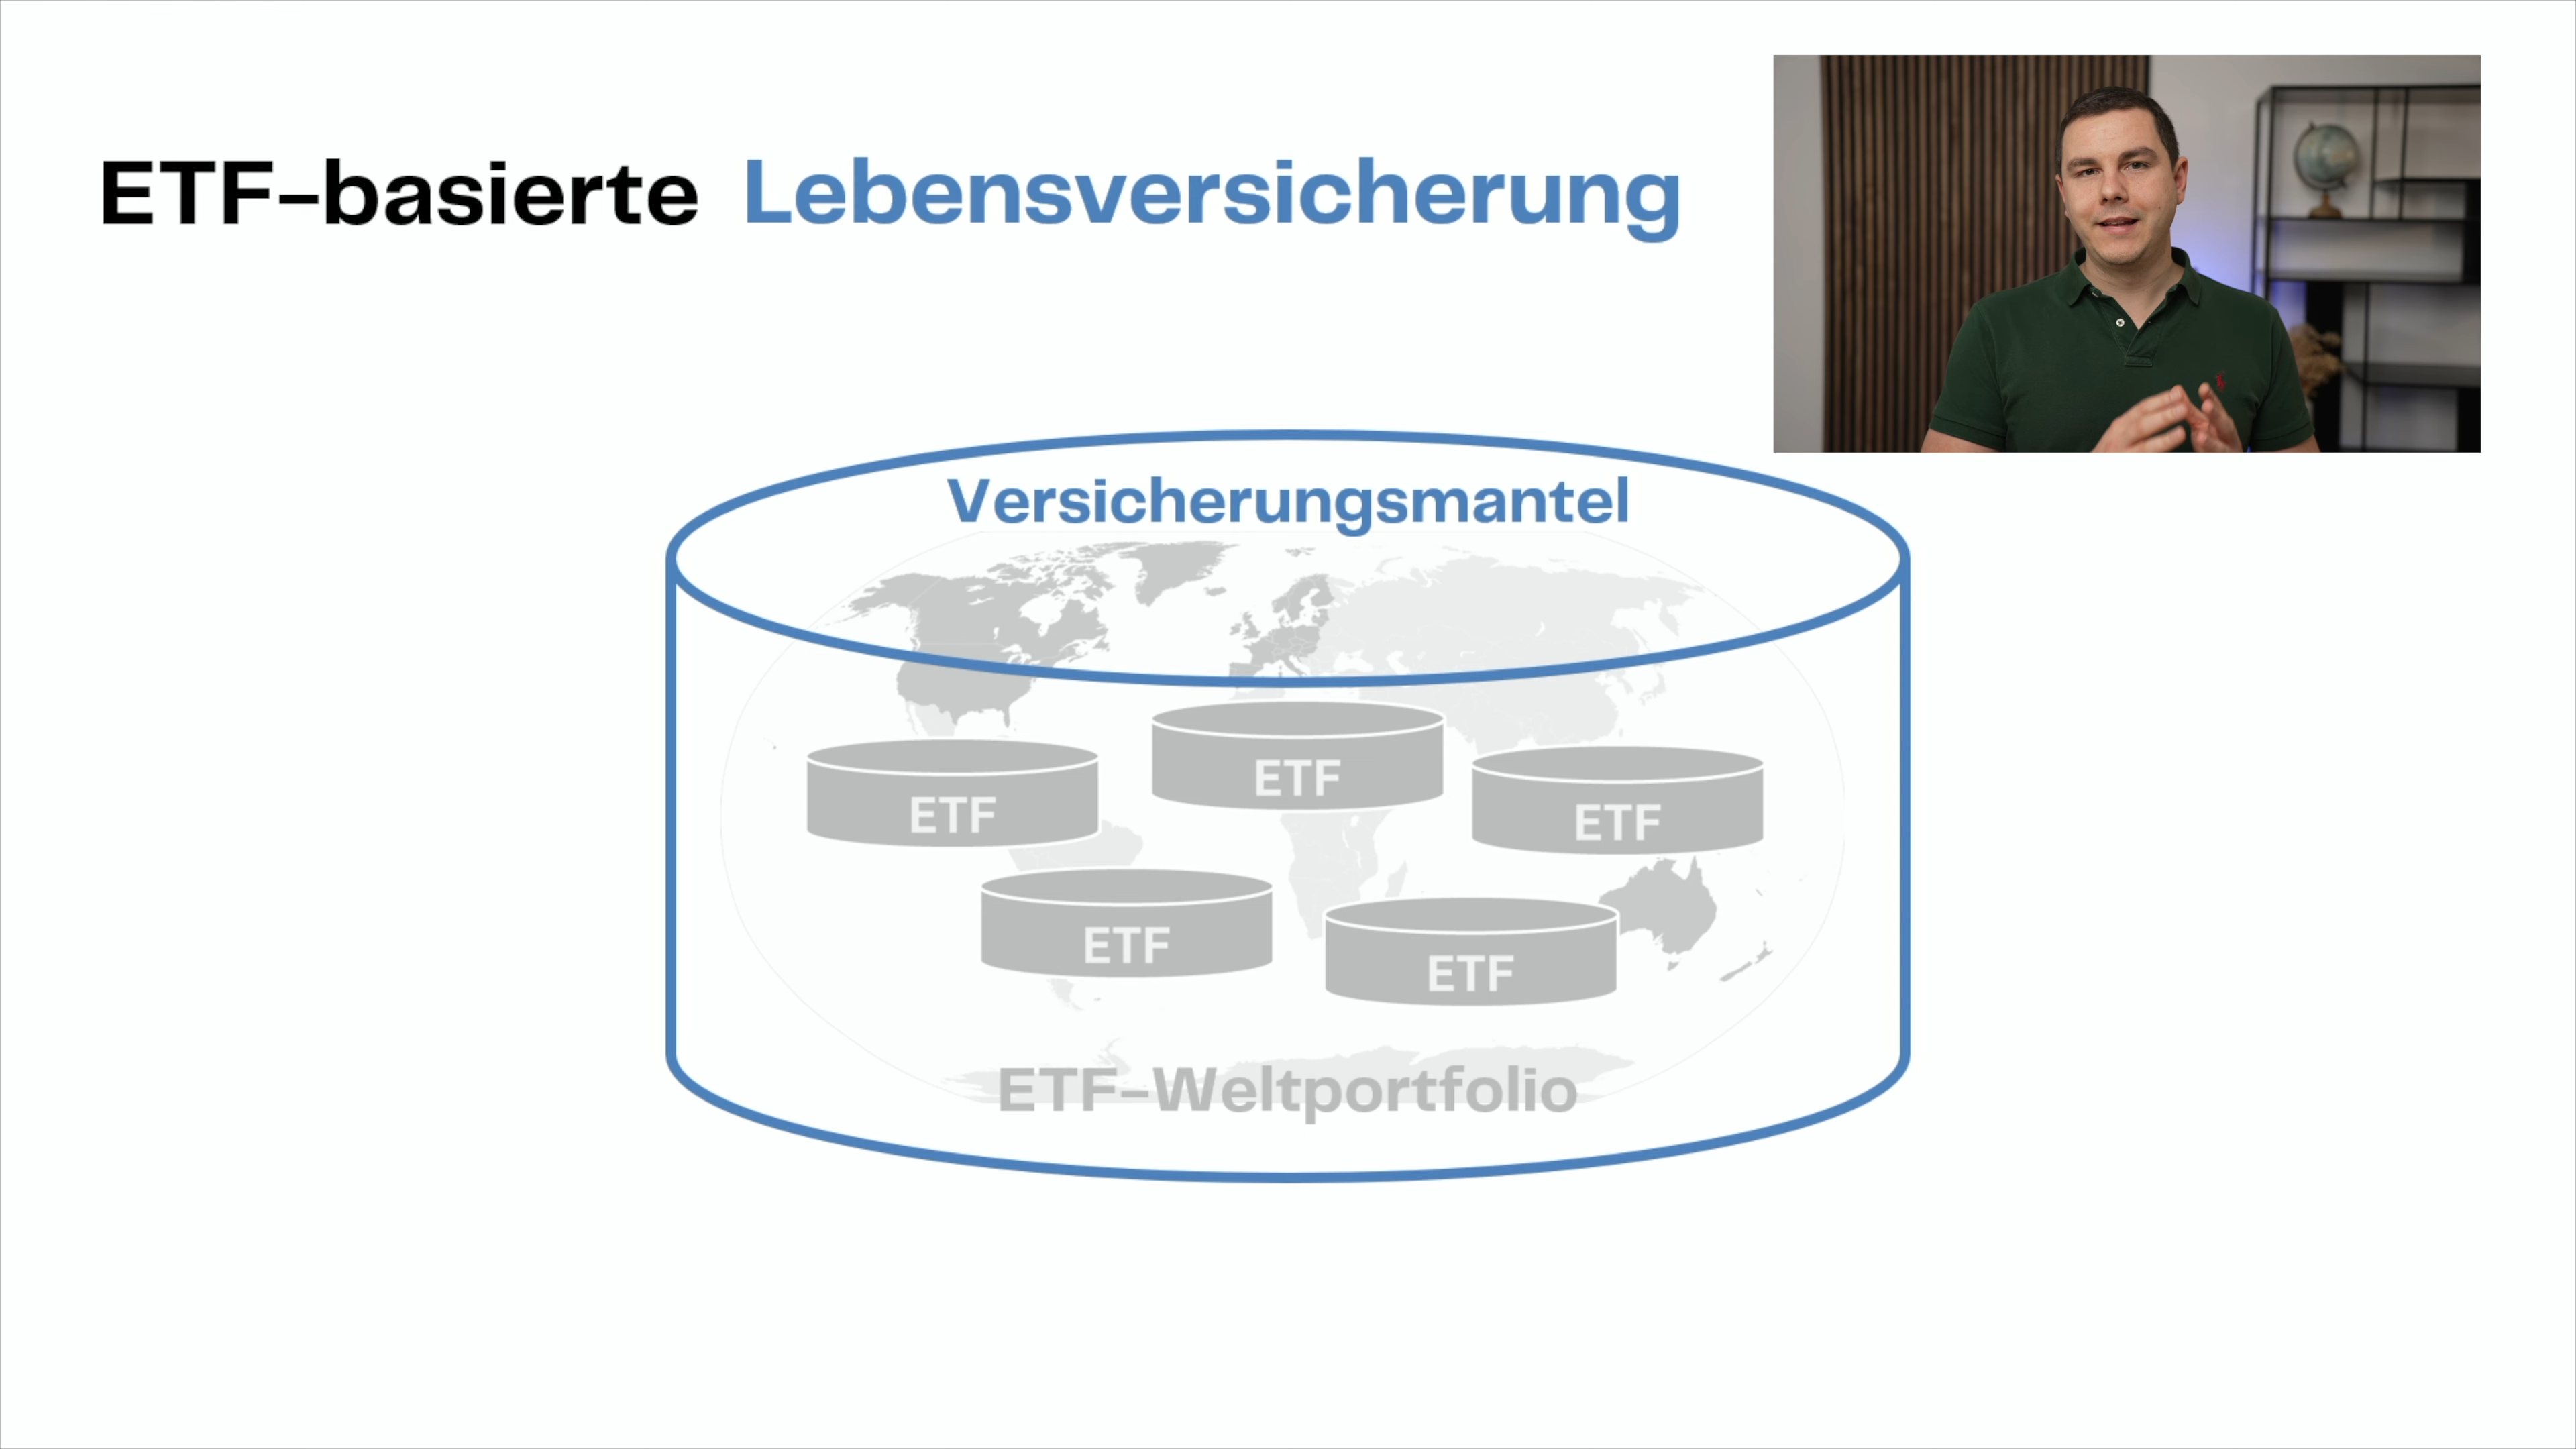 ETF-basierte Lebensversicherung
Versicherungsmantel
ETF
ETF
ETF
ETF
ETF
ETF-Weltportfolio